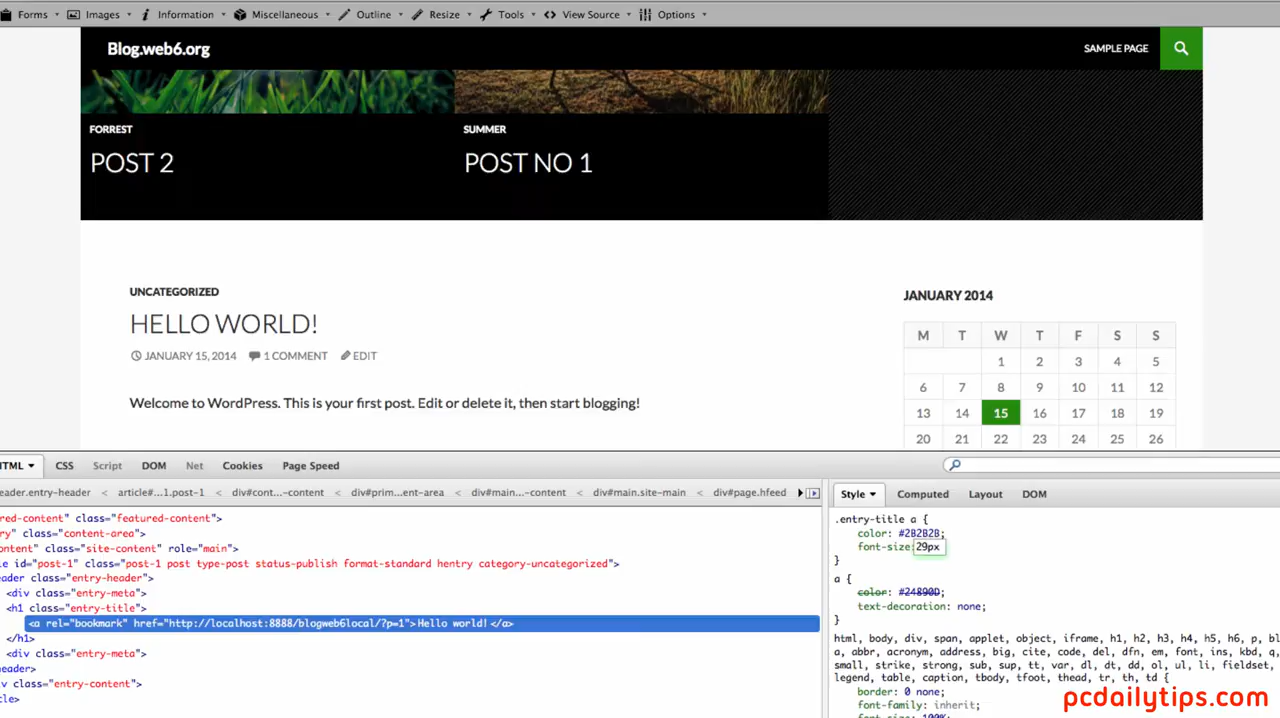 Forms Images Information Miscellaneous Outline Resize Tools View Source Options
Blog.web6.org SAMPLE PAGE
FORREST SUMMER
POST 2 POST NO 1
UNCATEGORIZED
HELLO WORLD!
JANUARY 15, 2014 1 COMMENT EDIT
Welcome to WordPress. This is your first post. Edit or delete it, then start blogging!
JANUARY 2014
M T W T F S S
1 2 3 4 5
6 7 8 9 10 11 12
13 14 15 16 17 18 19
20 21 22 23 24 25 26
HTML CSS Script DOM Net Cookies Page Speed
eader.entry-header < article#...1.post-1 < div#cont...-content < div#prim...ent-area < div#main...-content < div#main.site-main < div#page.hfeed
red-content" class="featured-content">
ry" class="content-area">
ontent" class="site-content" role="main">
le id="post-1" class="post-1 post type-post status-publish format-standard hentry category-uncategorized">
eader class="entry-header">
<div class="entry-meta">
<h1 class="entry-title">
<a rel="bookmark" href="http://localhost:8888/blogweb6local/?p=1">Hello world!</a>
</h1>
<div class="entry-meta">
header>
v class="entry-content">
cle>
Style Computed Layout DOM
.entry-title a {
color: #2B2B2B;
font-size: 29px
}
a {
color: #24890D;
text-decoration: none;
}
html, body, div, span, applet, object, iframe, h1, h2, h3, h4, h5, h6, p, bl
a, abbr, acronym, address, big, cite, code, del, dfn, em, font, ins, kbd, q,
small, strike, strong, sub, sup, tt, var, dl, dt, dd, ol, ul, li, fieldset,
legend, table, caption, tbody, tfoot, thead, tr, th, td {
border: 0 none;
font-family: inherit;
font-size: 100%;
pcdailytips.com